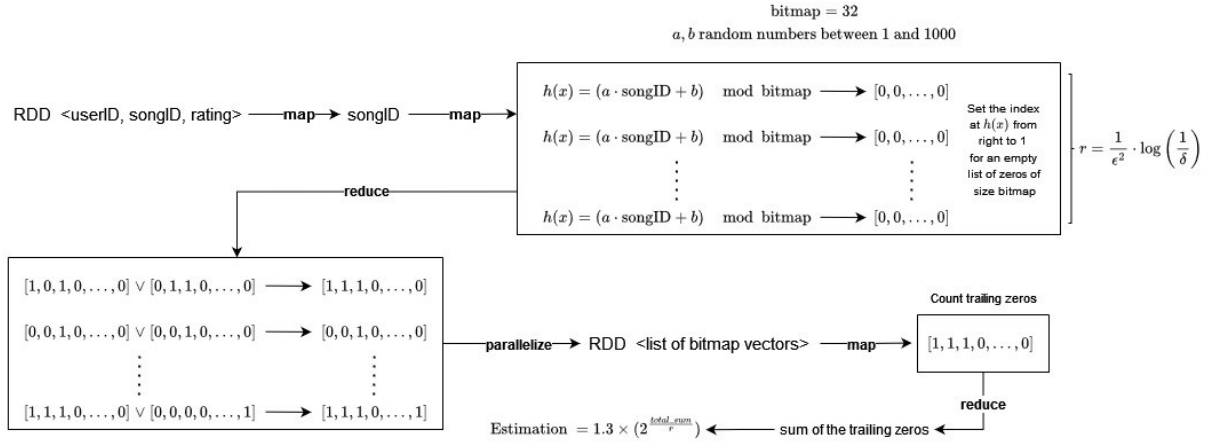 bitmap = 32
a, b random numbers between 1 and 1000
RDD <userID, songID, rating> map songID map
h(x) = (a · songID + b) mod bitmap [0, 0, . . . , 0]
h(x) = (a · songID + b) mod bitmap [0, 0, . . . , 0]
h(x) = (a · songID + b) mod bitmap [0, 0, . . . , 0]
Set the index
at h(x) from
right to 1
for an empty
list of zeros of
size bitmap
r = 1/ϵ² · log(1/δ)
reduce
[1, 0, 1, 0, . . . , 0] ∨ [0, 1, 1, 0, . . . , 0] [1, 1, 1, 0, . . . , 0]
[0, 0, 1, 0, . . . , 0] ∨ [0, 0, 1, 0, . . . , 0] [0, 0, 1, 0, . . . , 0]
[1, 1, 1, 0, . . . , 0] ∨ [0, 0, 0, 0, . . . , 1] [1, 1, 1, 0, . . . , 1]
parallelize RDD <list of bitmap vectors> map
Count trailing zeros
[1, 1, 1, 0, . . . , 0]
reduce
sum of the trailing zeros
Estimation = 1.3 × (2^(total_sum/r))